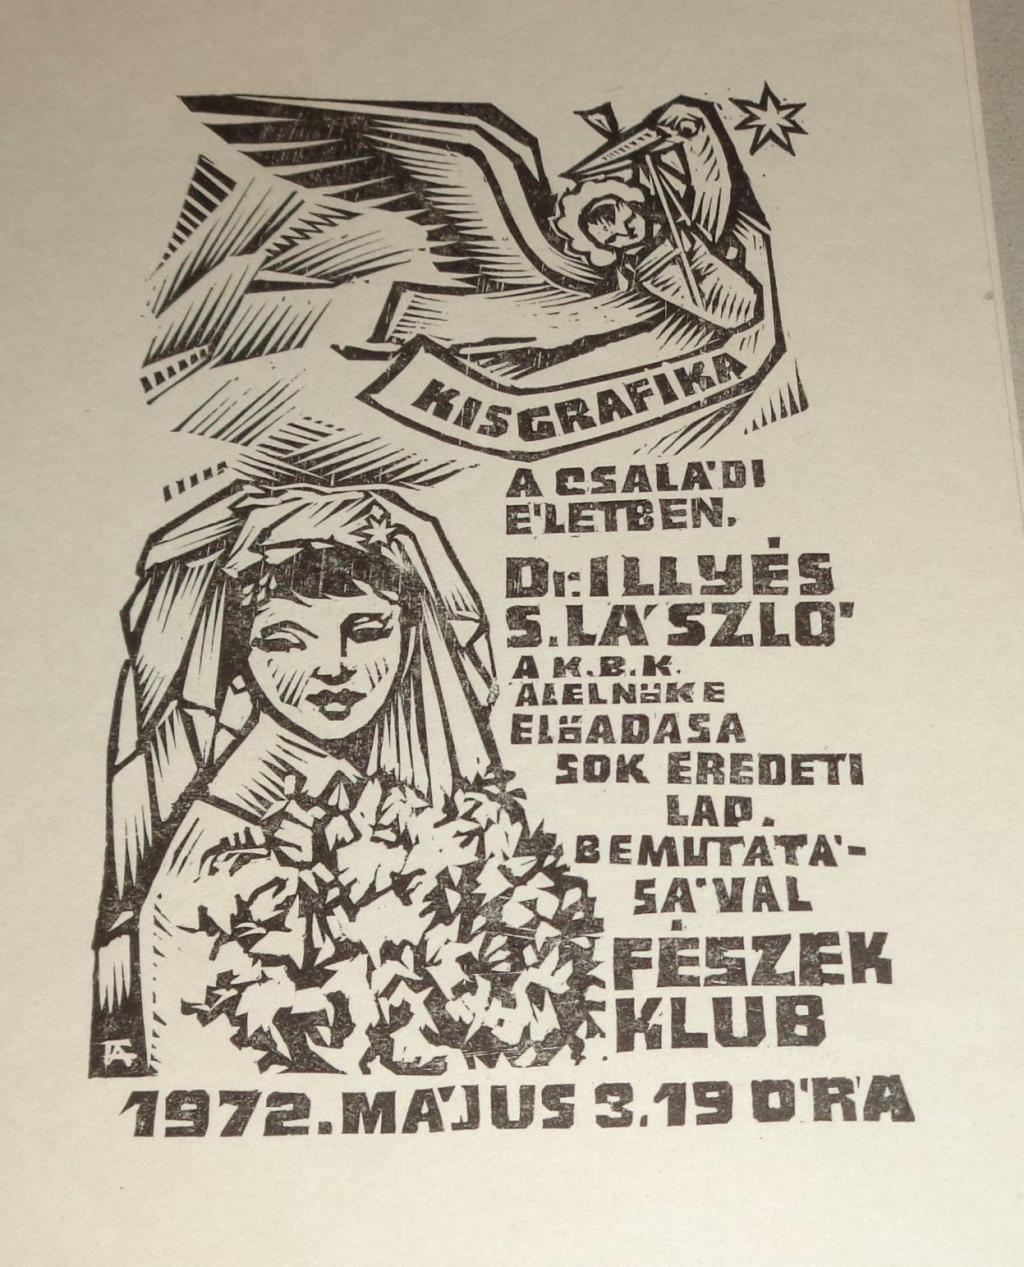 KISGRAFIKA
A CSALÁDI
ÉLETBEN.
Dr. ILLYÉS
S. LÁSZLÓ
A K.B.K.
ALELNÖKE
ELŐADASA
SOK EREDETI
LAP.
BEMUTATÁ-
SÁVAL
FÉSZEK
KLUB
1972. MÁJUS 3. 19 ÓRA